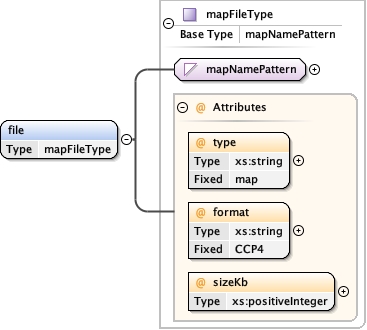 mapFileType
Base Type mapNamePattern
mapNamePattern
@ Attributes
file
Type mapFileType
@ type
Type xs:string
Fixed map
@ format
Type xs:string
Fixed CCP4
@ sizeKb
Type xs:positiveInteger